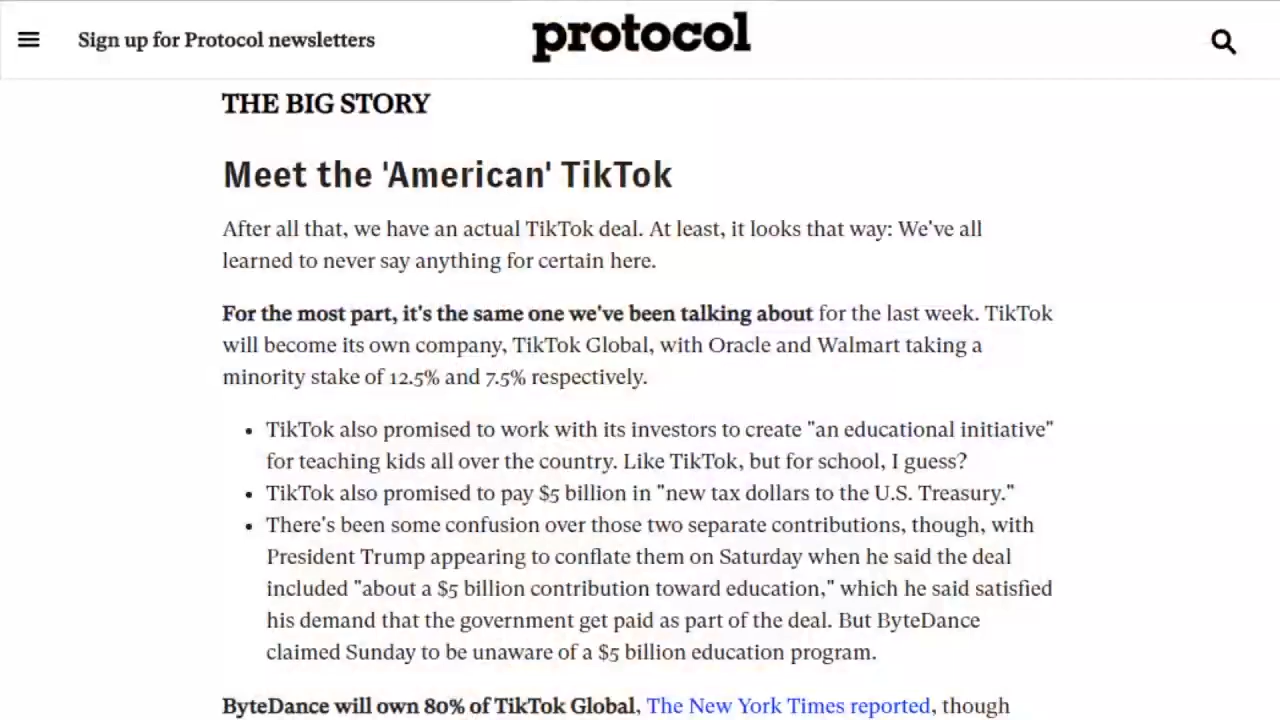 Sign up for Protocol newsletters
protocol
THE BIG STORY
Meet the 'American' TikTok
After all that, we have an actual TikTok deal. At least, it looks that way: We've all
learned to never say anything for certain here.
For the most part, it's the same one we've been talking about for the last week. TikTok
will become its own company, TikTok Global, with Oracle and Walmart taking a
minority stake of 12.5% and 7.5% respectively.
• TikTok also promised to work with its investors to create "an educational initiative"
for teaching kids all over the country. Like TikTok, but for school, I guess?
• TikTok also promised to pay $5 billion in "new tax dollars to the U.S. Treasury."
• There's been some confusion over those two separate contributions, though, with
President Trump appearing to conflate them on Saturday when he said the deal
included "about a $5 billion contribution toward education," which he said satisfied
his demand that the government get paid as part of the deal. But ByteDance
claimed Sunday to be unaware of a $5 billion education program.
ByteDance will own 80% of TikTok Global, The New York Times reported, though